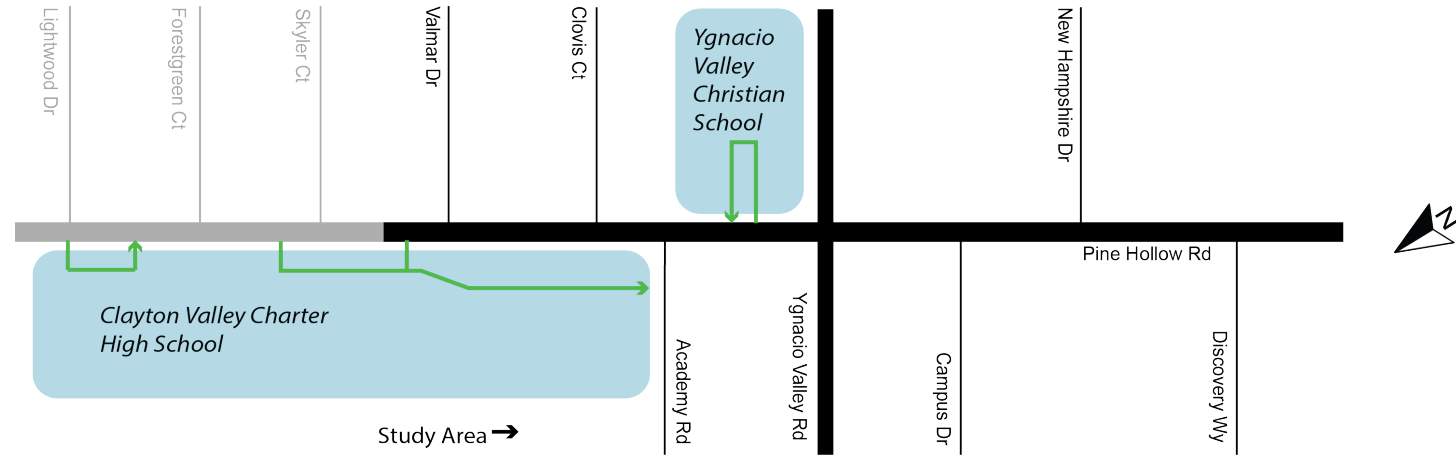 Lightwood Dr
Forestgreen Ct
Skyler Ct
Valmar Dr
Clovis Ct
Ygnacio
Valley
Christian
School
New Hampshire Dr
N
Pine Hollow Rd
Clayton Valley Charter
High School
Study Area
Academy Rd
Ygnacio Valley Rd
Campus Dr
Discovery Wy